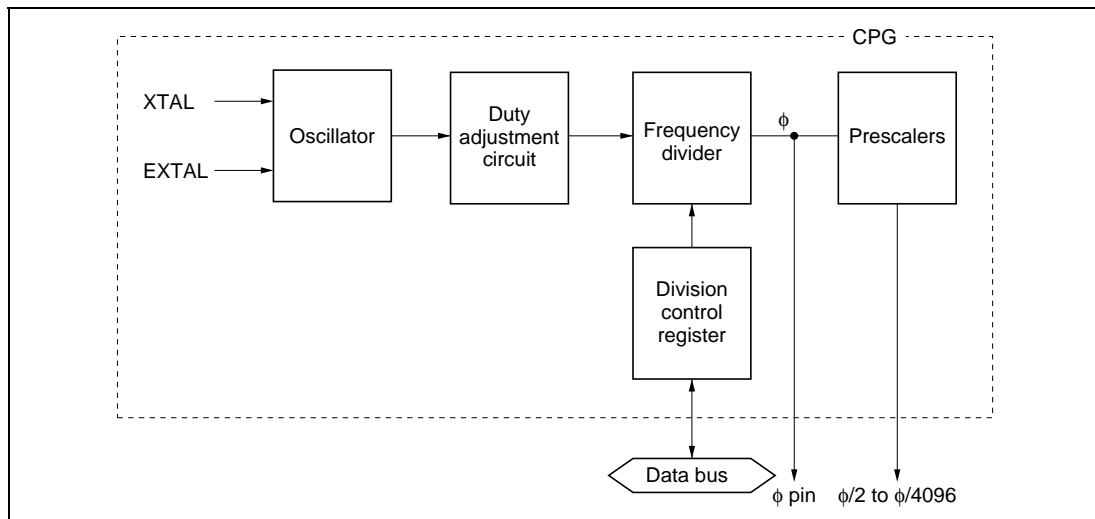 CPG
XTAL
EXTAL
Oscillator
Duty
adjustment
circuit
Frequency
divider
ϕ
Prescalers
Division
control
register
Data bus
ϕ pin
ϕ/2 to ϕ/4096